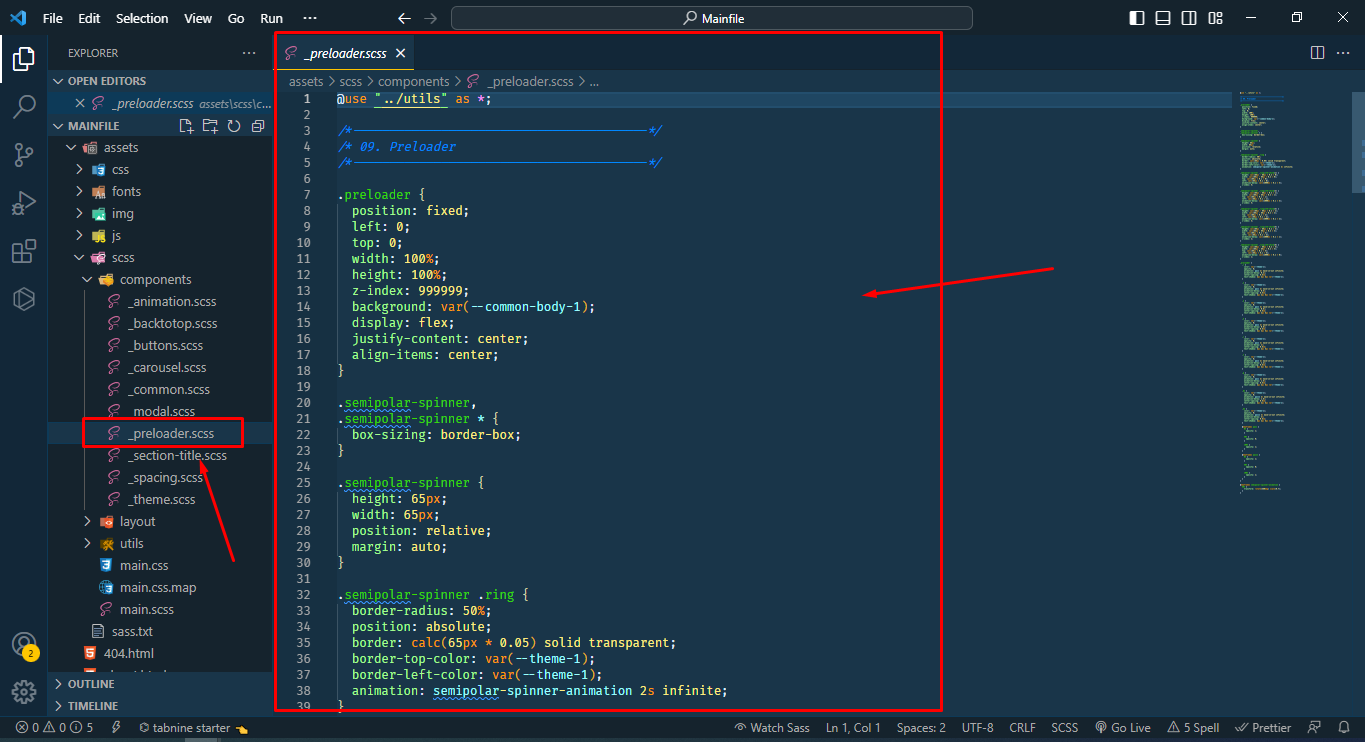 File Edit Selection View Go Run ··· Mainfile
EXPLORER ···
OPEN EDITORS
_preloader.scss assets\scss\c...
MAINFILE
assets
css
fonts
img
js
scss
components
_animation.scss
_backtotop.scss
_buttons.scss
_carousel.scss
_common.scss
_modal.scss
_preloader.scss
_section-title.scss
_spacing.scss
_theme.scss
layout
utils
main.css
main.css.map
main.scss
sass.txt
404.html
OUTLINE
TIMELINE
_preloader.scss
assets > scss > components > _preloader.scss > ...
1 @use "../utils" as *;
2
3 /*----------------------------------------*/
4 /* 09. Preloader
5 /*----------------------------------------*/
6
7 .preloader {
8 position: fixed;
9 left: 0;
10 top: 0;
11 width: 100%;
12 height: 100%;
13 z-index: 999999;
14 background: var(--common-body-1);
15 display: flex;
16 justify-content: center;
17 align-items: center;
18 }
19
20 .semipolar-spinner,
21 .semipolar-spinner * {
22 box-sizing: border-box;
23 }
24
25 .semipolar-spinner {
26 height: 65px;
27 width: 65px;
28 position: relative;
29 margin: auto;
30 }
31
32 .semipolar-spinner .ring {
33 border-radius: 50%;
34 position: absolute;
35 border: calc(65px * 0.05) solid transparent;
36 border-top-color: var(--theme-1);
37 border-left-color: var(--theme-1);
38 animation: semipolar-spinner-animation 2s infinite;
39 }
2
0 0 5 tabnine starter Watch Sass Ln 1, Col 1 Spaces: 2 UTF-8 CRLF SCSS Go Live 5 Spell Prettier